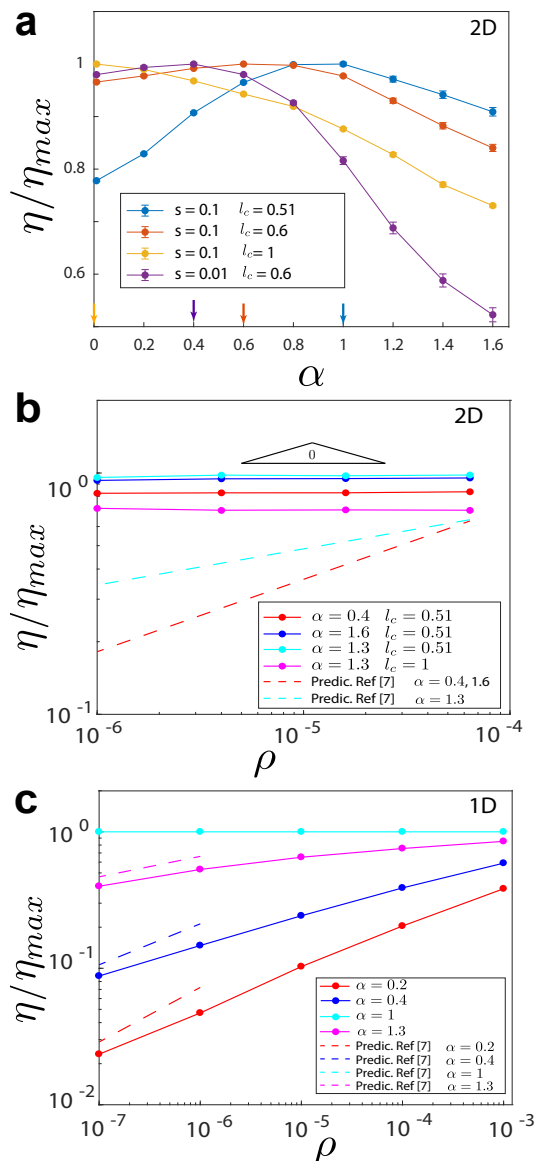 a
2D
1
0.8
0.6
η/η_max
s = 0.1 l_c = 0.51
s = 0.1 l_c = 0.6
s = 0.1 l_c = 1
s = 0.01 l_c = 0.6
0 0.2 0.4 0.6 0.8 1 1.2 1.4 1.6
α
b
2D
0
10^0
10^-1
η/η_max
α = 0.4 l_c = 0.51
α = 1.6 l_c = 0.51
α = 1.3 l_c = 0.51
α = 1.3 l_c = 1
Predic. Ref [7] α = 0.4, 1.6
Predic. Ref [7] α = 1.3
10^-6 10^-5 10^-4
ρ
c
1D
10^0
10^-1
10^-2
η/η_max
α = 0.2
α = 0.4
α = 1
α = 1.3
Predic. Ref [7] α = 0.2
Predic. Ref [7] α = 0.4
Predic. Ref [7] α = 1
Predic. Ref [7] α = 1.3
10^-7 10^-6 10^-5 10^-4 10^-3
ρ